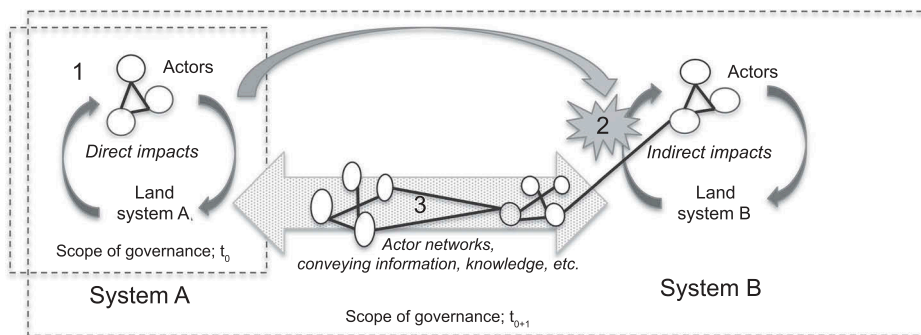 1
Actors
Direct impacts
Land
system A
Scope of governance; t0
System A
2
Actors
Indirect impacts
Land
system B
System B
3
Actor networks,
conveying information, knowledge, etc.
Scope of governance; t0+1